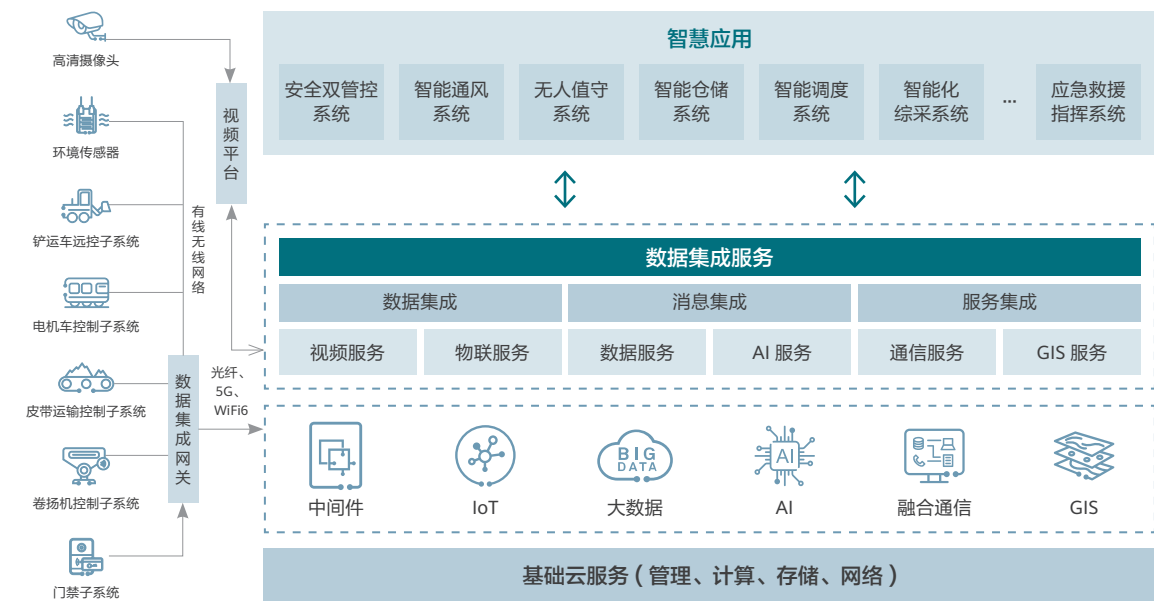 高清摄像头
环境传感器
铲运车远控子系统
电机车控制子系统
皮带运输控制子系统
卷扬机控制子系统
门禁子系统
视频平台
有线无线网络
数据集成网关
光纤、
5G、
WiFi6
智慧应用
安全双管控
系统
智能通风
系统
无人值守
系统
智能仓储
系统
智能调度
系统
智能化
综采系统
...
应急救援
指挥系统
数据集成服务
数据集成
消息集成
服务集成
视频服务
物联服务
数据服务
AI 服务
通信服务
GIS 服务
BIG
DATA
AI
中间件
IoT
大数据
AI
融合通信
GIS
基础云服务（管理、计算、存储、网络）